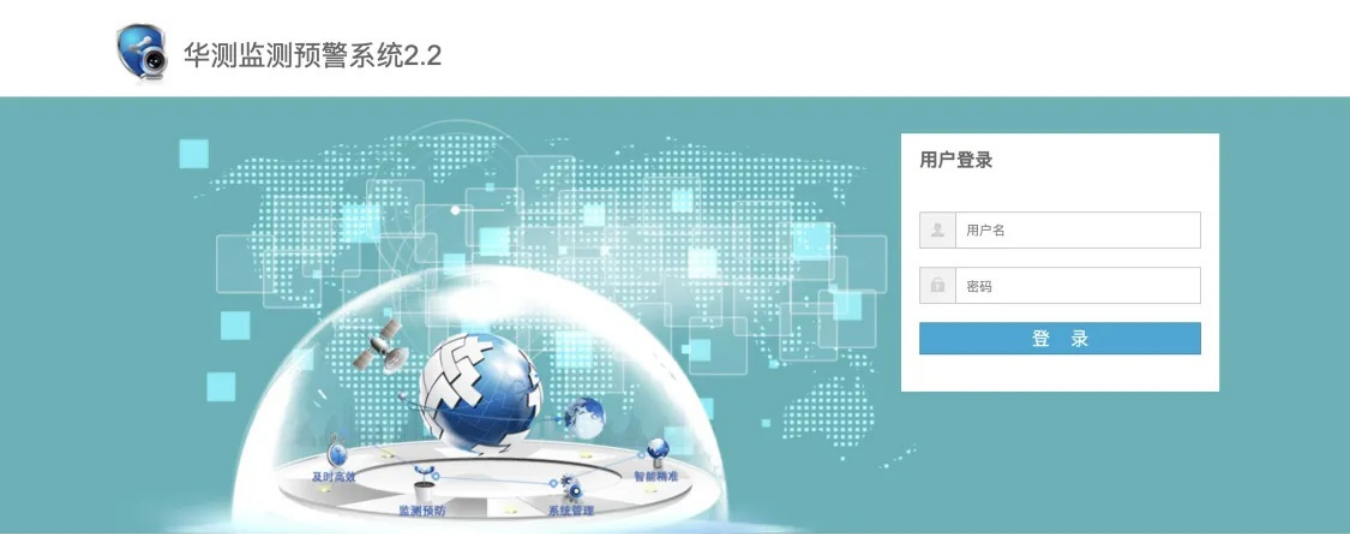 华测监测预警系统2.2
用户登录
用户名
密码
登 录
及时高效
智能精准
监测预防
系统管理